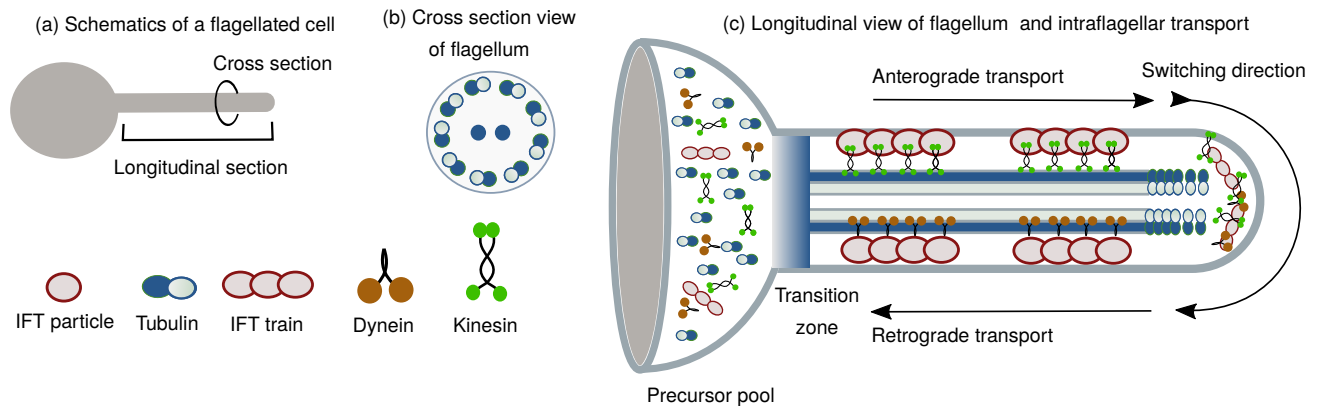 (a) Schematics of a flagellated cell
Cross section
Longitudinal section
(b) Cross section view
of flagellum
(c) Longitudinal view of flagellum and intraflagellar transport
Anterograde transport
Switching direction
Transition
zone
Retrograde transport
Precursor pool
IFT particle
Tubulin
IFT train
Dynein
Kinesin